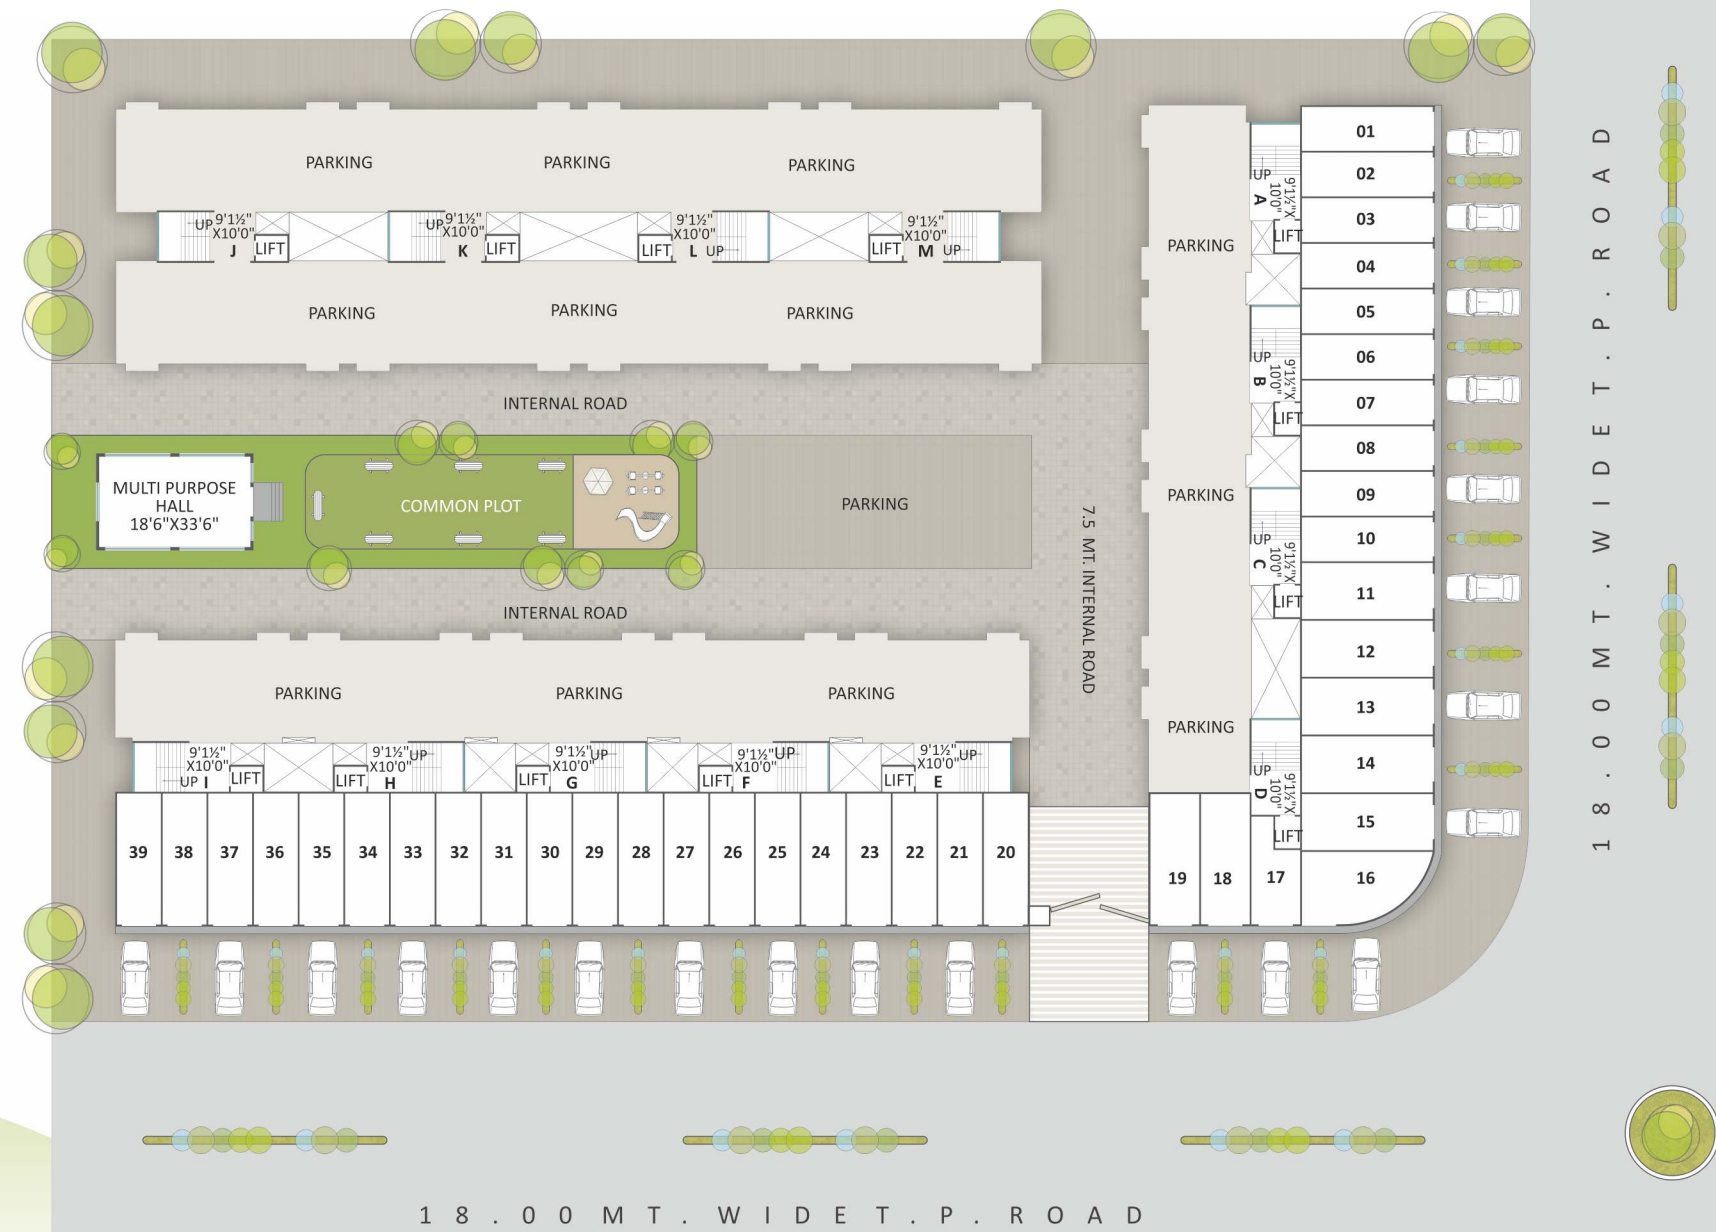 PARKING
PARKING
PARKING
UP
9'1½"
X10'0"
J
LIFT
UP
9'1½"
X10'0"
K
LIFT
9'1½"
X10'0"
LIFT
L
UP
9'1½"
X10'0"
LIFT
M
UP
PARKING
PARKING
PARKING
INTERNAL ROAD
MULTI PURPOSE
HALL
18'6"X33'6"
COMMON PLOT
PARKING
INTERNAL ROAD
7.5 MT. INTERNAL ROAD
PARKING
PARKING
PARKING
9'1½"
X10'0"
UP
I
LIFT
9'1½"
X10'0"
UP
LIFT
H
9'1½"
X10'0"
UP
LIFT
G
9'1½"
X10'0"
UP
LIFT
F
9'1½"
X10'0"
UP
LIFT
E
39
38
37
36
35
34
33
32
31
30
29
28
27
26
25
24
23
22
21
20
PARKING
PARKING
PARKING
UP
9'1½"X
10'0"
A
LIFT
UP
9'1½"X
10'0"
B
LIFT
UP
9'1½"X
10'0"
C
LIFT
UP
9'1½"X
10'0"
D
LIFT
01
02
03
04
05
06
07
08
09
10
11
12
13
14
15
16
19
18
17
18.00MT.WIDET.P.ROAD
18.00MT.WIDET.P.ROAD